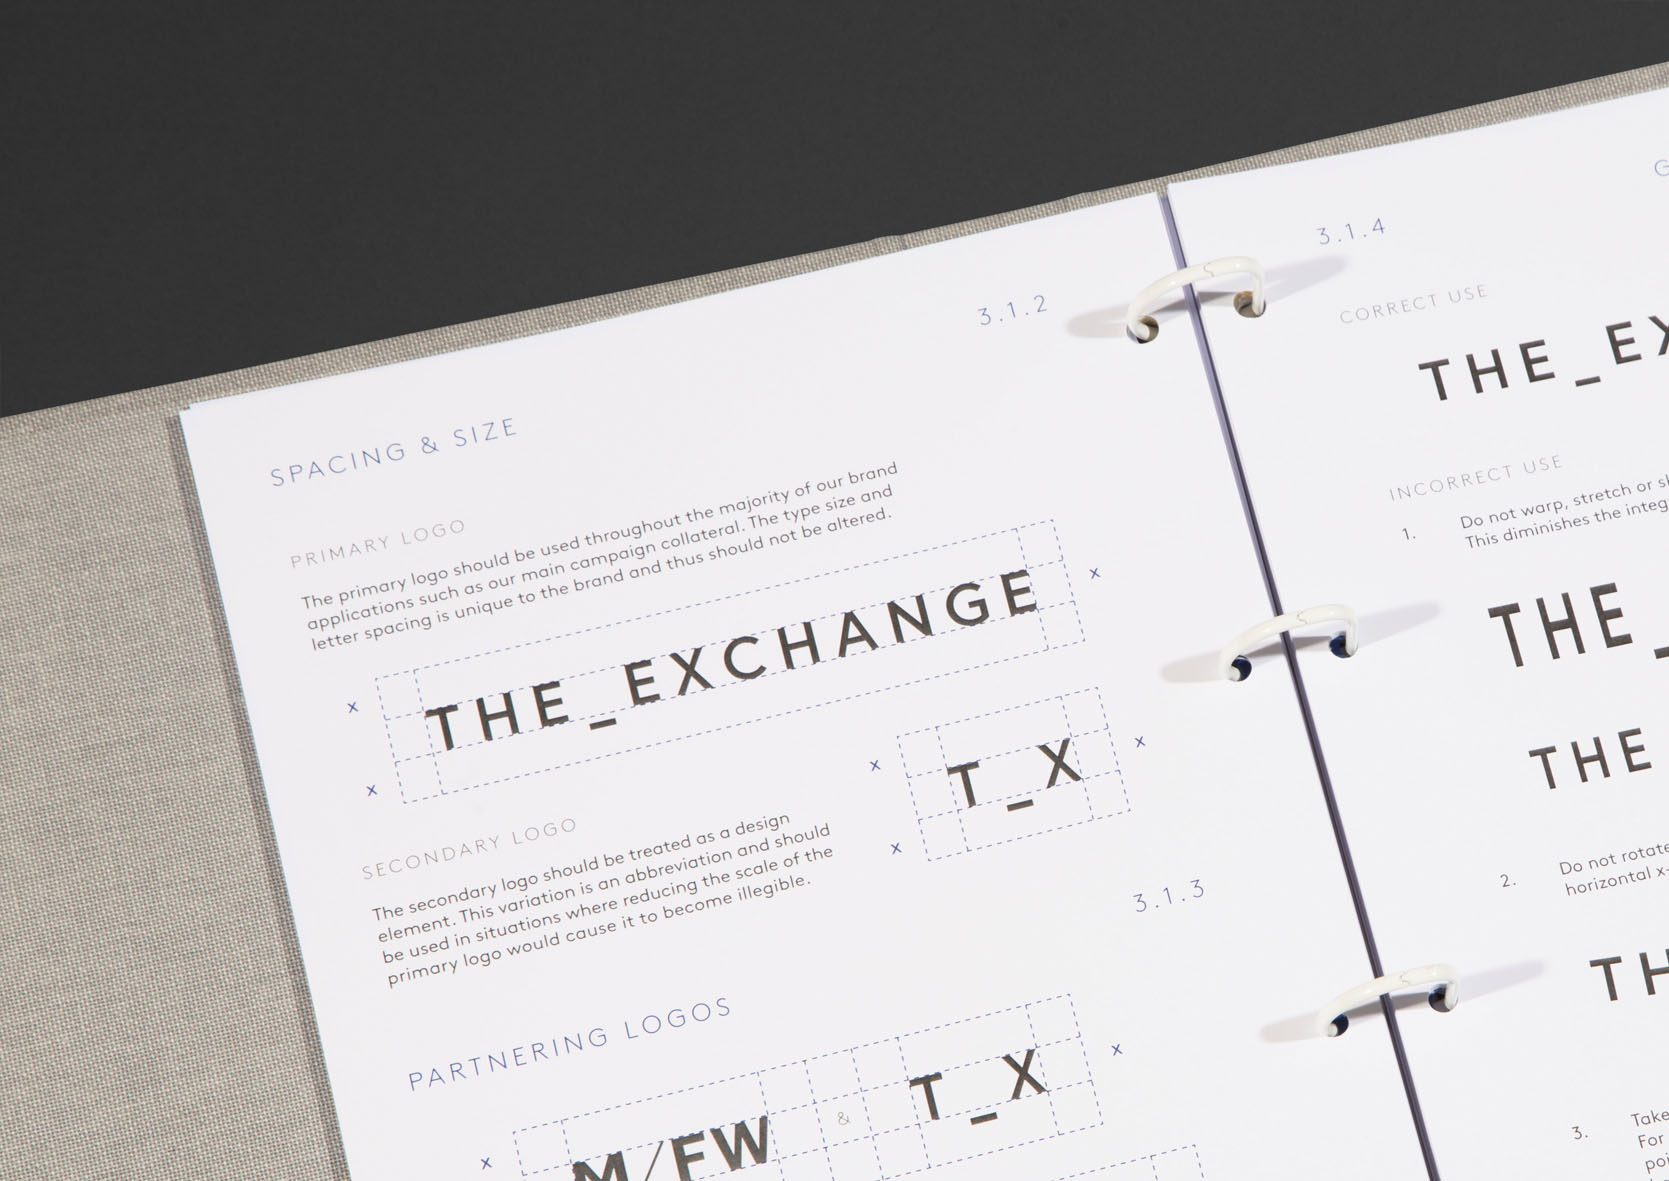 3.1.2
SPACING & SIZE
PRIMARY LOGO
The primary logo should be used throughout the majority of our brand
applications such as our main campaign collateral. The type size and
letter spacing is unique to the brand and thus should not be altered.
x
x
THE_EXCHANGE
x
x
T_X
x
x
SECONDARY LOGO
The secondary logo should be treated as a design
element. This variation is an abbreviation and should
be used in situations where reducing the scale of the
primary logo would cause it to become illegible.
3.1.3
PARTNERING LOGOS
x
M/FW & T_X
x
3.1.4
CORRECT USE
THE_EX
INCORRECT USE
1. Do not warp, stretch or
This diminishes the
THE_
THE
2. Do not rotate
horizontal
TH
3. Take
For